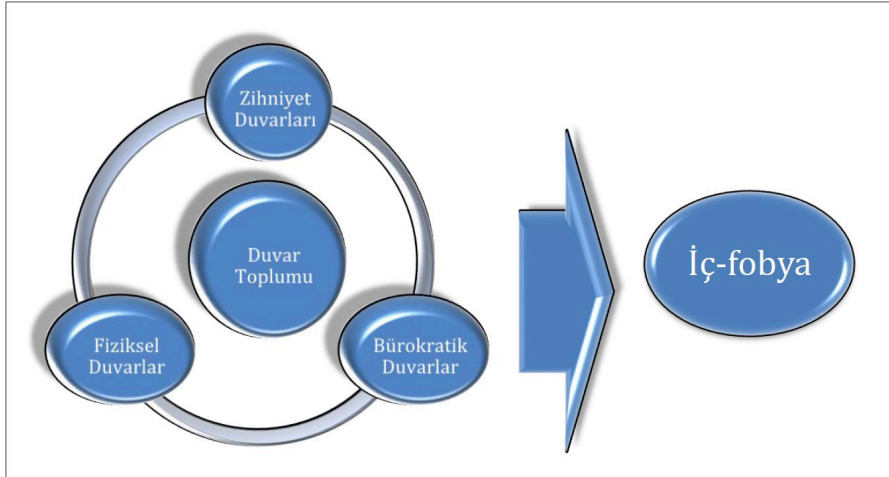 Zihniyet
Duvarları
Duvar
Toplumu
Fiziksel
Duvarlar
Bürokratik
Duvarlar
İç-fobya